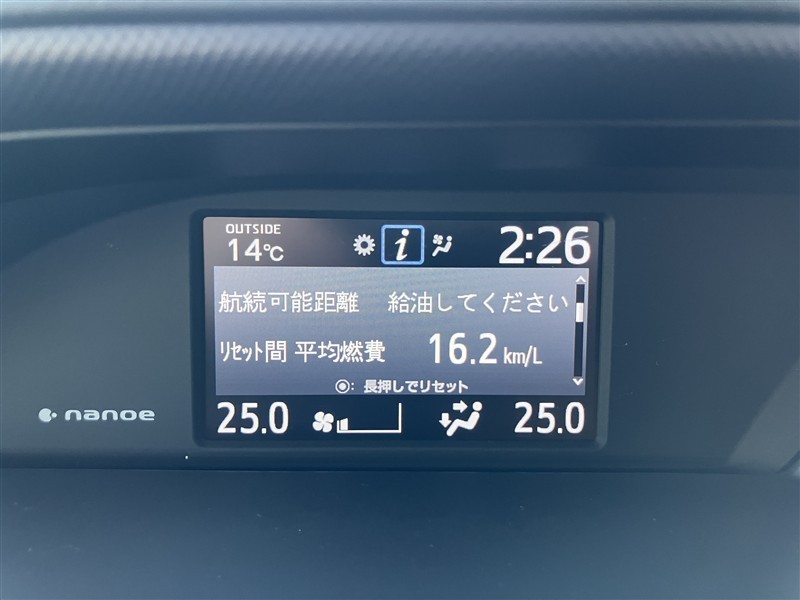 OUTSIDE
14℃
i
2:26
航続可能距離 給油してください
ﾘｾｯﾄ間 平均燃費 16.2 km/L
◉: 長押しでリセット
25.0
25.0
nanoe